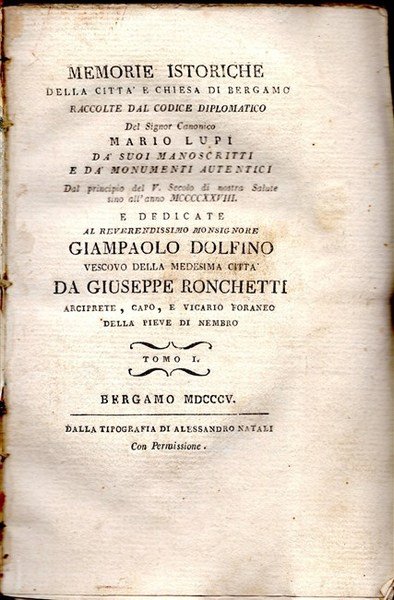 MEMORIE ISTORICHE
DELLA CITTA' E CHIESA DI BERGAMO
RACCOLTE DAL CODICE DIPLOMATICO
Del Signor Canonico
MARIO LUPI
DA' SUOI MANOSCRITTI
E DA' MONUMENTI AUTENTICI
Dal principio del V. Secolo di nostra Salute
sino all'anno MCCCCXXVIII.
E DEDICATE
AL REVERENDISSIMO MONSIGNORE
GIAMPAOLO DOLFINO
VESCOVO DELLA MEDESIMA CITTA'
DA GIUSEPPE RONCHETTI
ARCIPRETE, CAPO, E VICARIO FORANEO
DELLA PIEVE DI NEMBRO
TOMO I.
BERGAMO MDCCCV.
DALLA TIPOGRAFIA DI ALESSANDRO NATALI
Con Permissione.